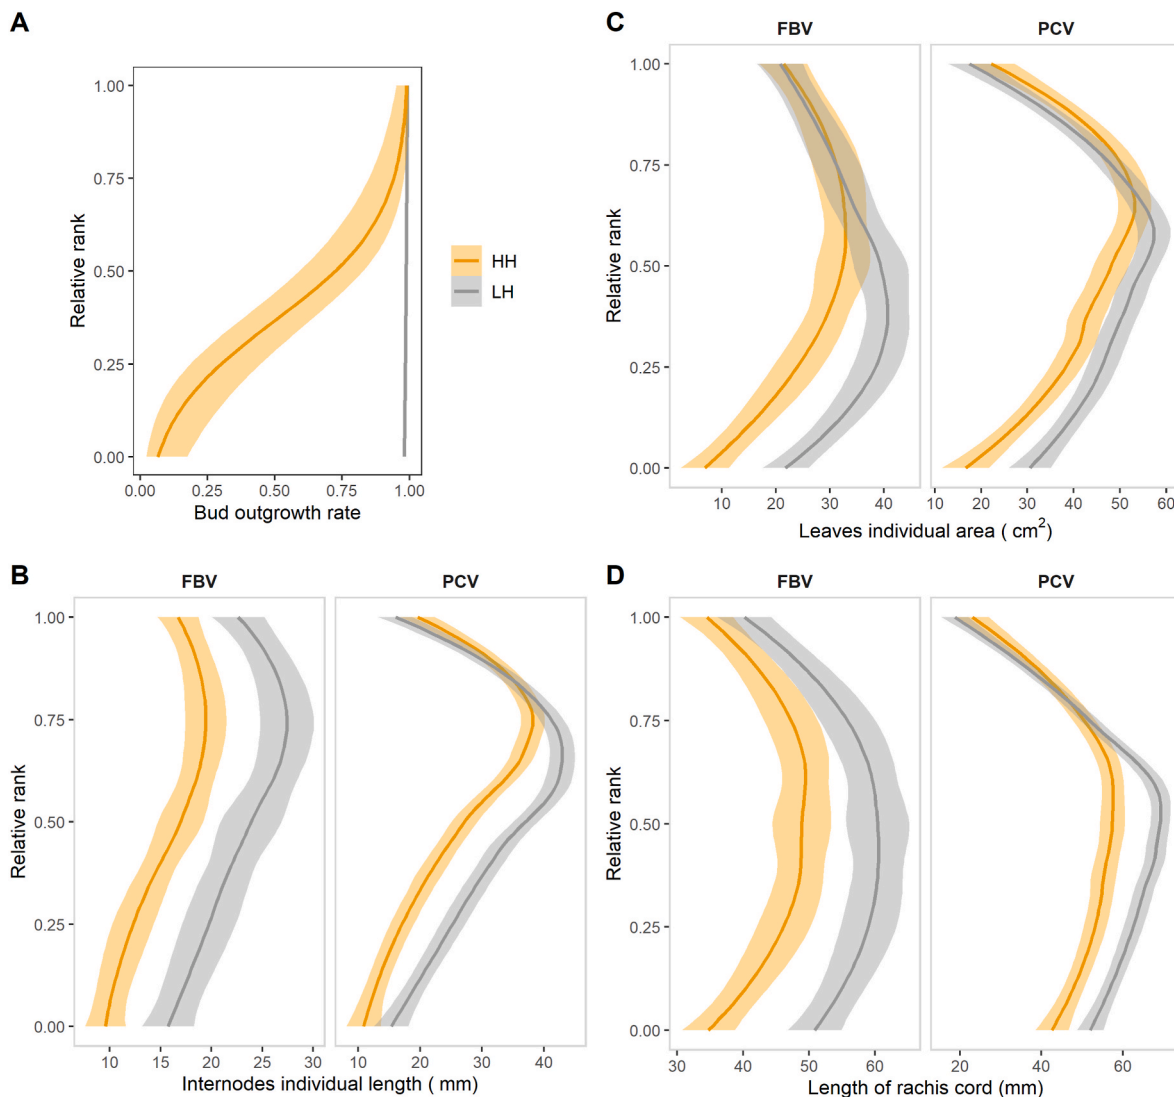 A
1.00
0.75
0.50
0.25
0.00
Relative rank
0.00 0.25 0.50 0.75 1.00
Bud outgrowth rate
HH
LH
B
FBV PCV
1.00
0.75
0.50
0.25
0.00
Relative rank
10 15 20 25 30 10 20 30 40
Internodes individual length ( mm)
C
FBV PCV
1.00
0.75
0.50
0.25
0.00
Relative rank
10 20 30 40 10 20 30 40 50 60
Leaves individual area ( cm²)
D
FBV PCV
1.00
0.75
0.50
0.25
0.00
Relative rank
30 40 50 60 20 40 60
Length of rachis cord (mm)